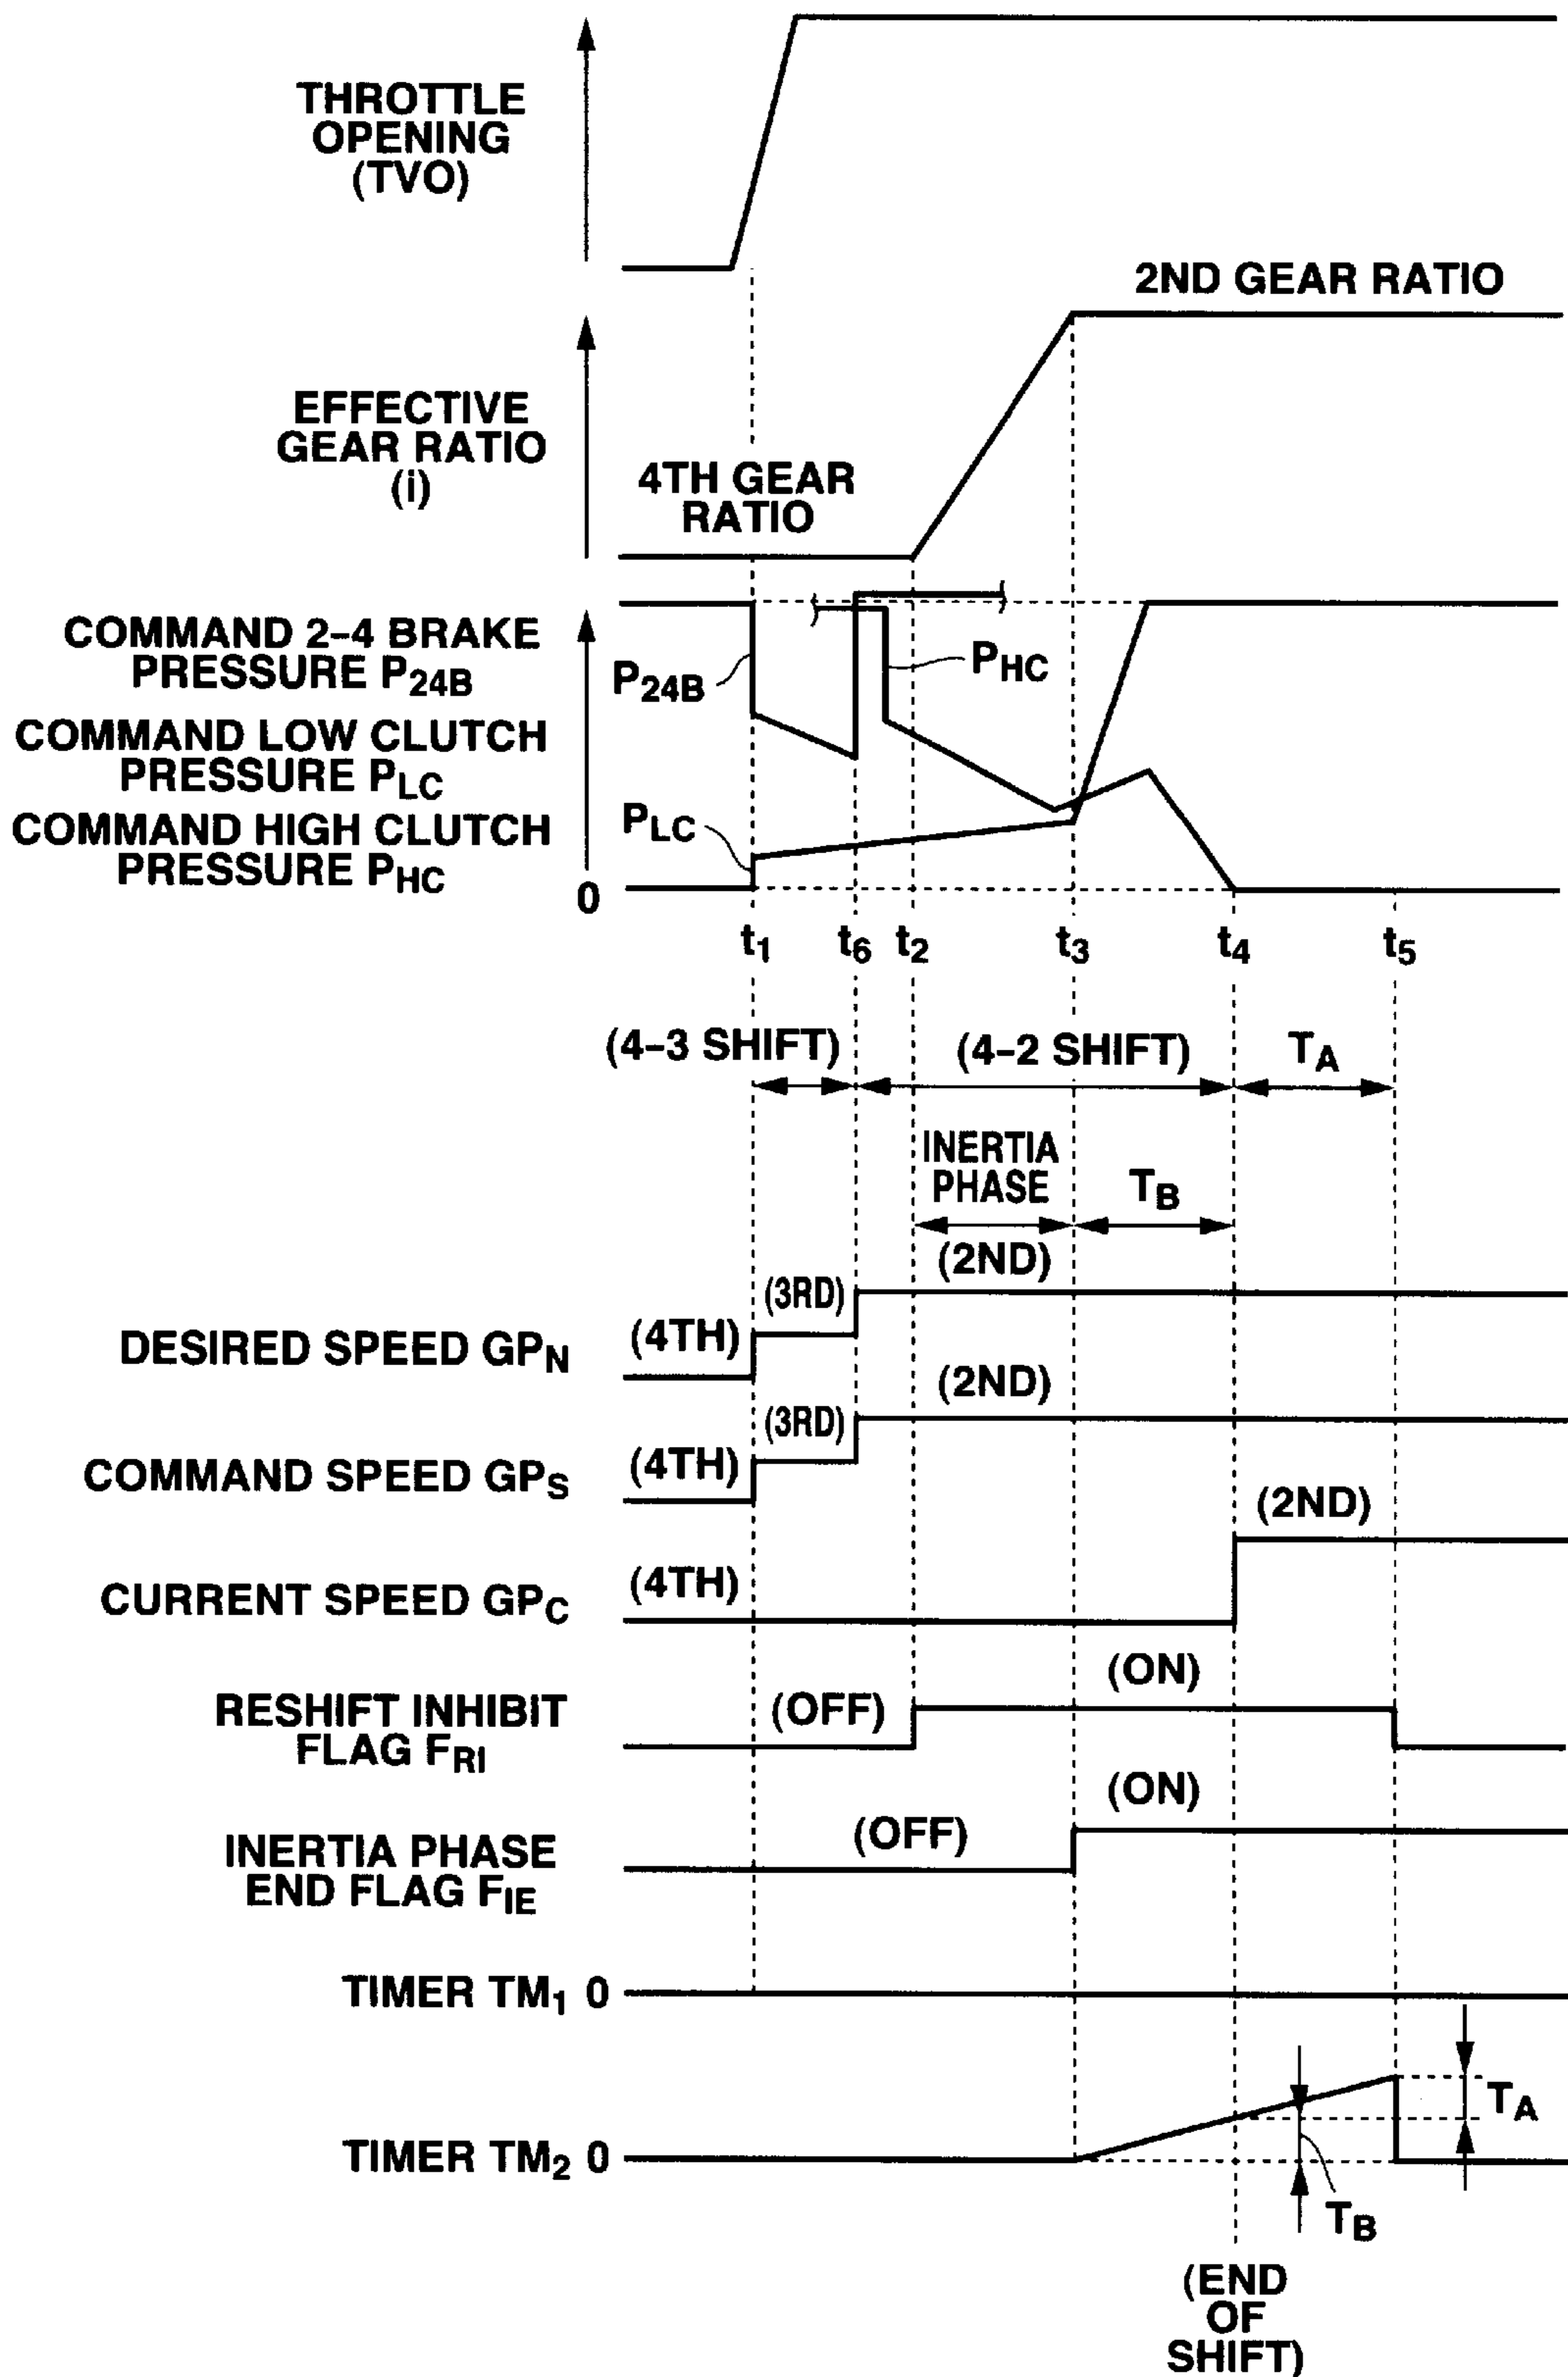 THROTTLE
OPENING
(TVO)
2ND GEAR RATIO
EFFECTIVE
GEAR RATIO
(i)
4TH GEAR
RATIO
COMMAND 2-4 BRAKE
PRESSURE P24B
P24B
PHC
COMMAND LOW CLUTCH
PRESSURE PLC
PLC
COMMAND HIGH CLUTCH
PRESSURE PHC
0
t1 t6 t2 t3 t4 t5
(4-3 SHIFT) (4-2 SHIFT) TA
INERTIA
PHASE
TB
(2ND)
(3RD)
(4TH)
DESIRED SPEED GPN
(2ND)
(3RD)
(4TH)
COMMAND SPEED GPS
(2ND)
(4TH)
CURRENT SPEED GPC
(ON)
(OFF)
RESHIFT INHIBIT
FLAG FRI
(ON)
(OFF)
INERTIA PHASE
END FLAG FIE
TIMER TM1 0
TA
TIMER TM2 0
TB
(END
OF
SHIFT)